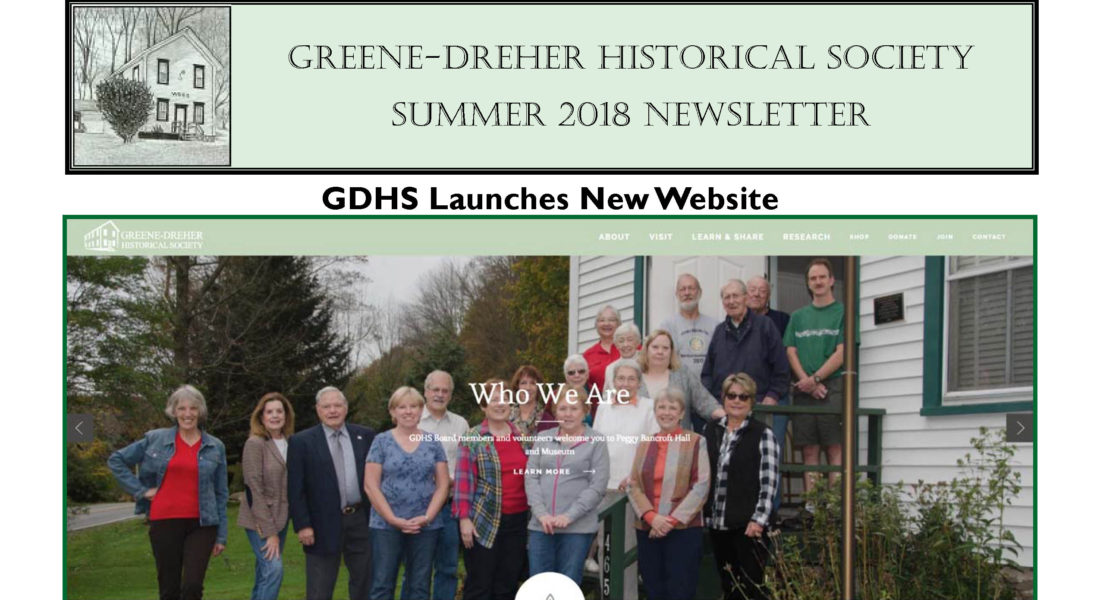 GREENE-DREHER HISTORICAL SOCIETY
SUMMER 2018 NEWSLETTER
GDHS Launches New Website
GREENE-DREHER
HISTORICAL SOCIETY
ABOUT VISIT LEARN & SHARE RESEARCH SHOP DONATE JOIN CONTACT
Who We Are
GDHS Board members and volunteers welcome you to Peggy Bancroft Hall
and Museum
LEARN MORE
465